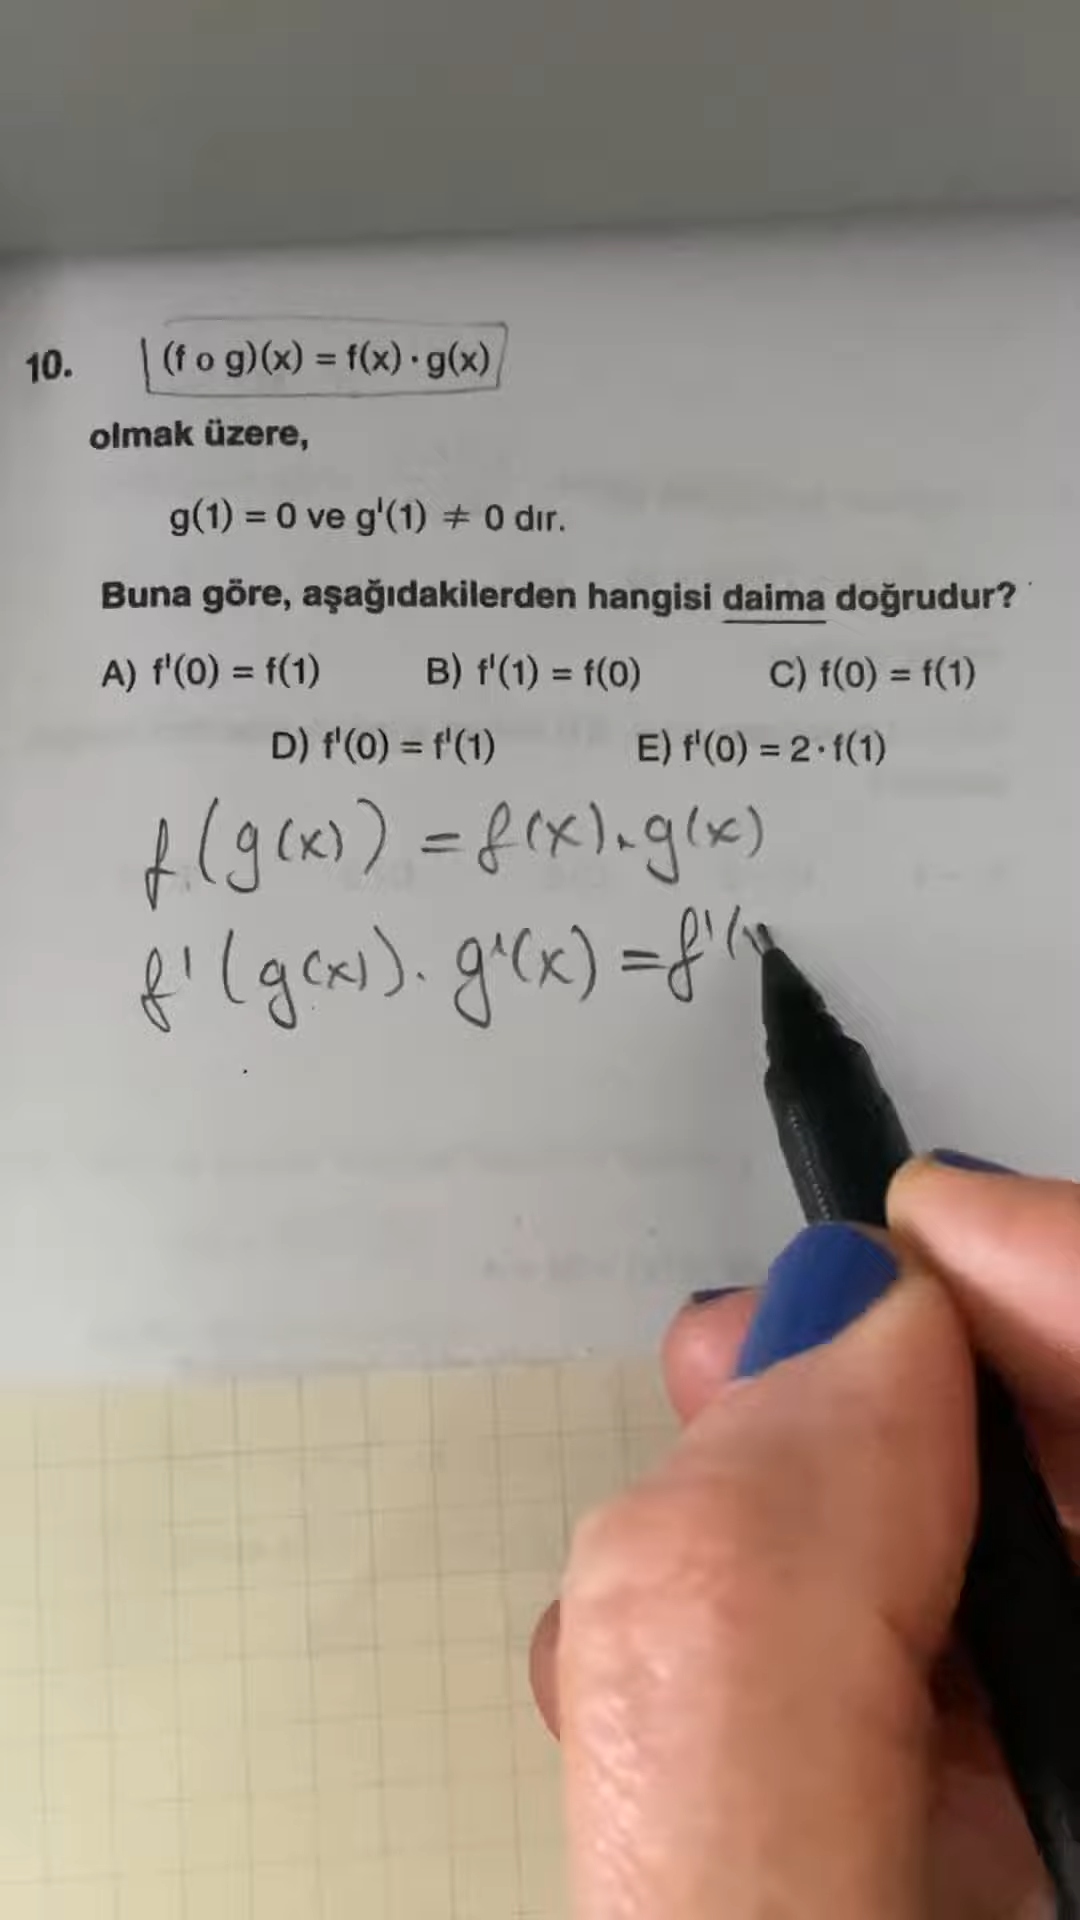 10. (f o g)(x) = f(x) · g(x)
olmak üzere,
g(1) = 0 ve g'(1) ≠ 0 dır.
Buna göre, aşağıdakilerden hangisi daima doğrudur?
A) f'(0) = f(1) B) f'(1) = f(0) C) f(0) = f(1)
D) f'(0) = f'(1) E) f'(0) = 2 · f(1)
f(g(x)) = f(x).g(x)
f'(g(x)). g'(x) = f'(